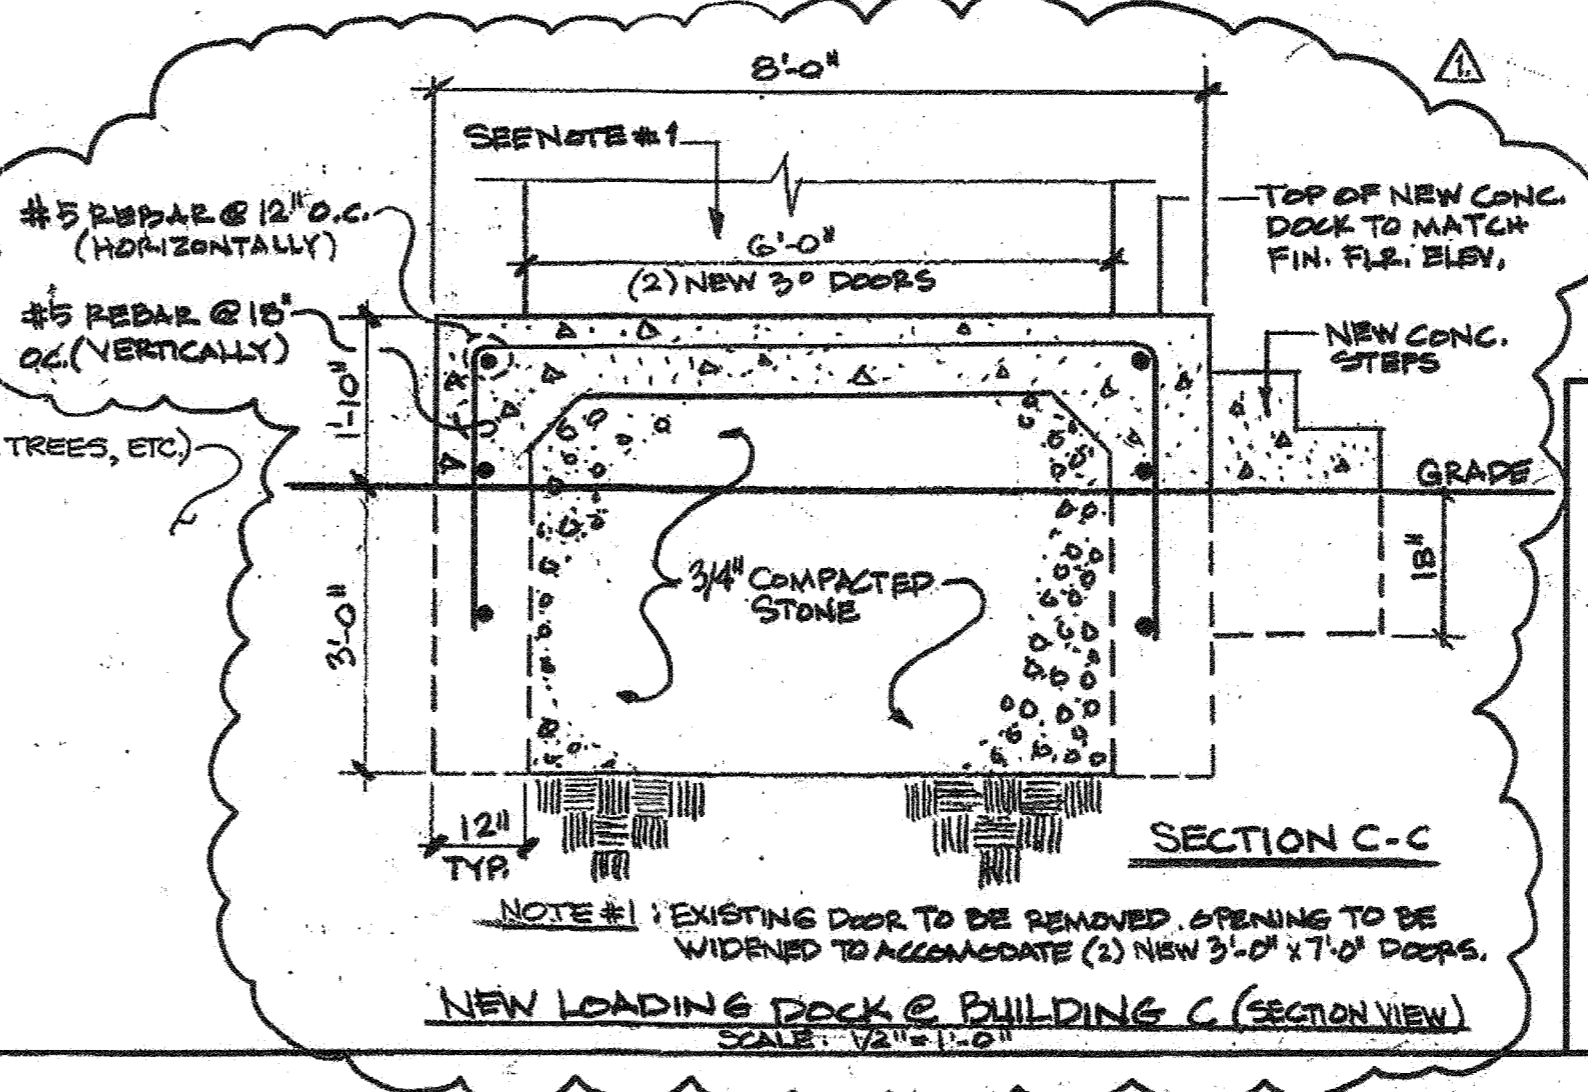 8'-0"
1.
SEE NOTE #1
#5 REBAR @ 12" O.C.
(HORIZONTALLY)
TOP OF NEW CONC.
DOCK TO MATCH
FIN. FLR. ELEV.
6'-0"
(2) NEW 3⁰ DOORS
#5 REBAR @ 18"
O.C. (VERTICALLY)
NEW CONC.
STEPS
1'-10"
TREES, ETC.)
GRADE
18"
3/4" COMPACTED
STONE
3'-0"
12"
TYP.
SECTION C-C
NOTE #1 : EXISTING DOOR TO BE REMOVED. OPENING TO BE
WIDENED TO ACCOMODATE (2) NEW 3'-0" x 7'-0" DOORS.
NEW LOADING DOCK @ BUILDING C (SECTION VIEW)
SCALE: 1/2" = 1'-0"